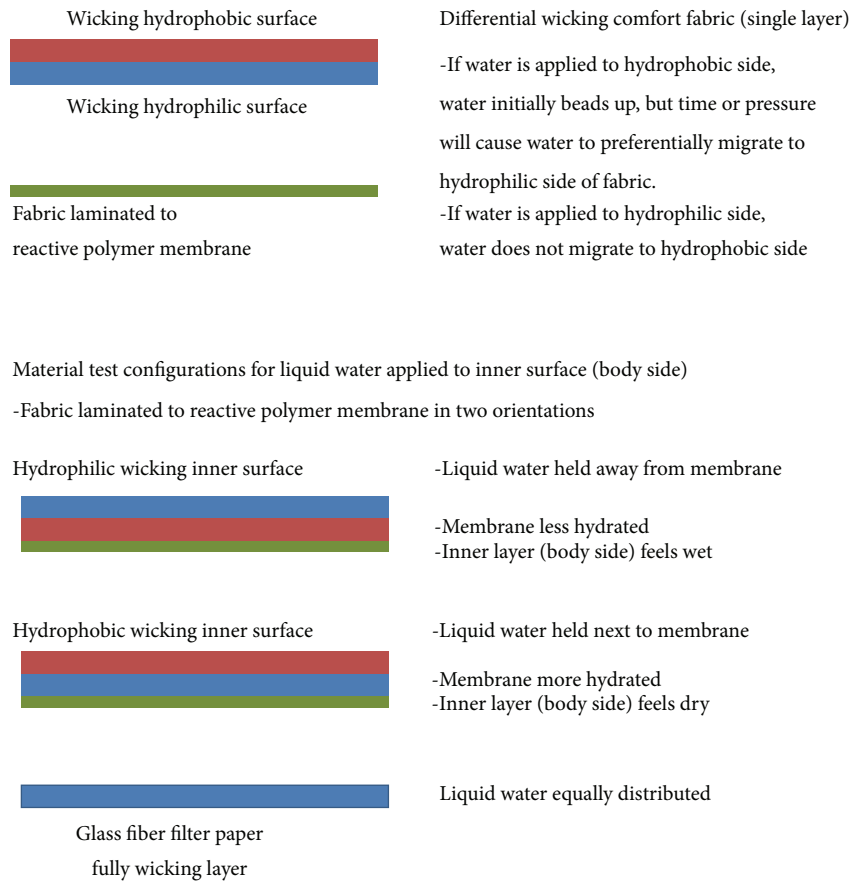 Wicking hydrophobic surface
Wicking hydrophilic surface
Fabric laminated to
reactive polymer membrane
Differential wicking comfort fabric (single layer)
-If water is applied to hydrophobic side,
water initially beads up, but time or pressure
will cause water to preferentially migrate to
hydrophilic side of fabric.
-If water is applied to hydrophilic side,
water does not migrate to hydrophobic side
Material test configurations for liquid water applied to inner surface (body side)
-Fabric laminated to reactive polymer membrane in two orientations
Hydrophilic wicking inner surface
-Liquid water held away from membrane
-Membrane less hydrated
-Inner layer (body side) feels wet
Hydrophobic wicking inner surface
-Liquid water held next to membrane
-Membrane more hydrated
-Inner layer (body side) feels dry
Liquid water equally distributed
Glass fiber filter paper
fully wicking layer